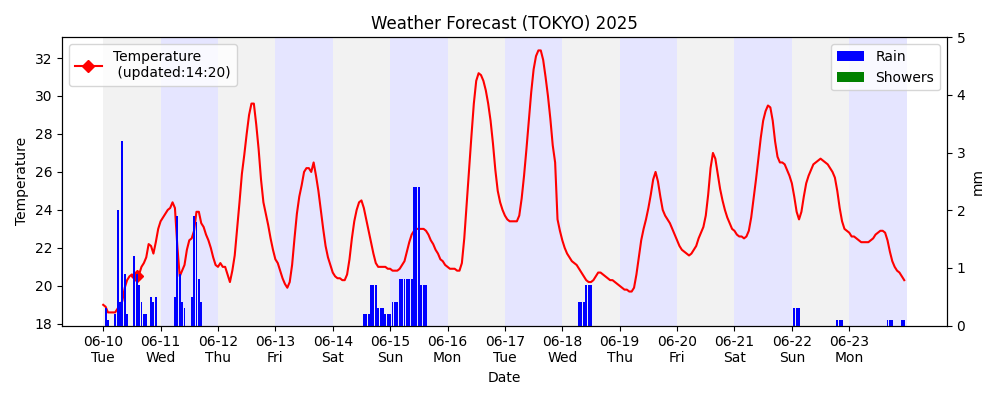 Weather Forecast (TOKYO) 2025
Temperature
(updated:14:20)
Rain
Showers
Temperature
32
30
28
26
24
22
20
18
5
4
3
2
1
0
mm
06-10 06-11 06-12 06-13 06-14 06-15 06-16 06-17 06-18 06-19 06-20 06-21 06-22 06-23
Tue Wed Thu Fri Sat Sun Mon Tue Wed Thu Fri Sat Sun Mon
Date